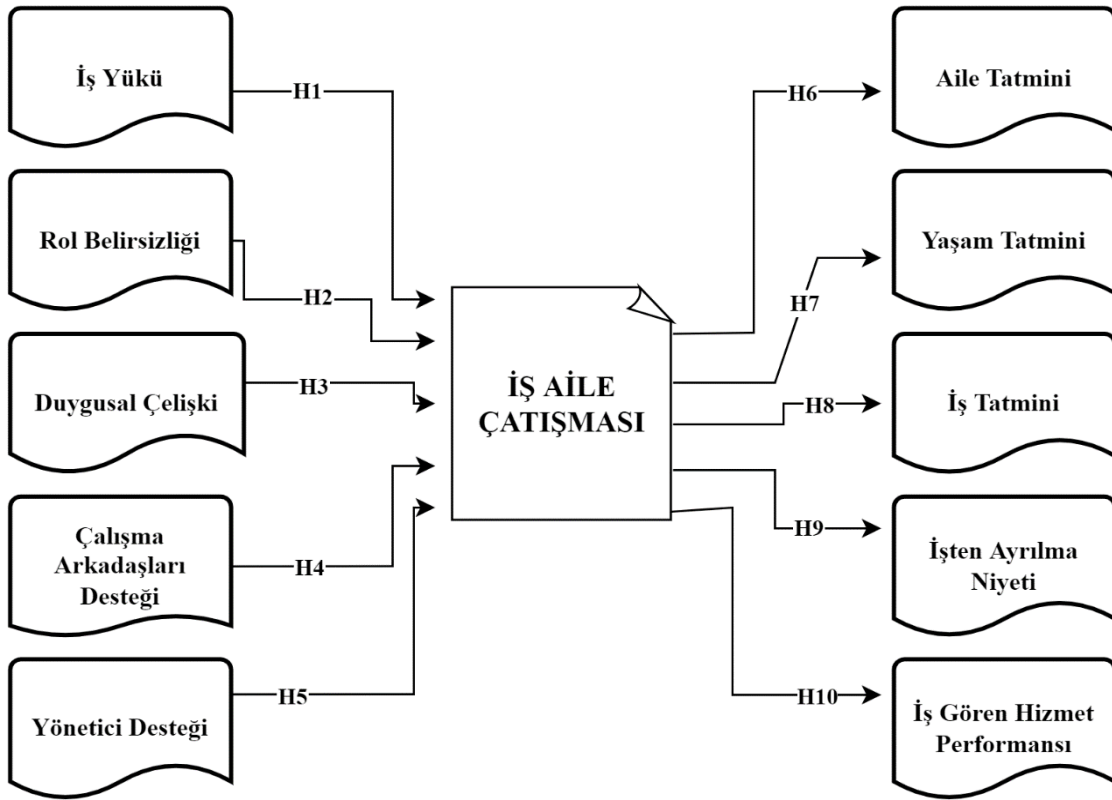 İş Yükü
H1
Rol Belirsizliği
H2
Duygusal Çelişki
H3
Çalışma
Arkadaşları
Desteği
H4
Yönetici Desteği
H5
İŞ AİLE
ÇATIŞMASI
H6
Aile Tatmini
H7
Yaşam Tatmini
H8
İş Tatmini
H9
İşten Ayrılma
Niyeti
H10
İş Gören Hizmet
Performansı